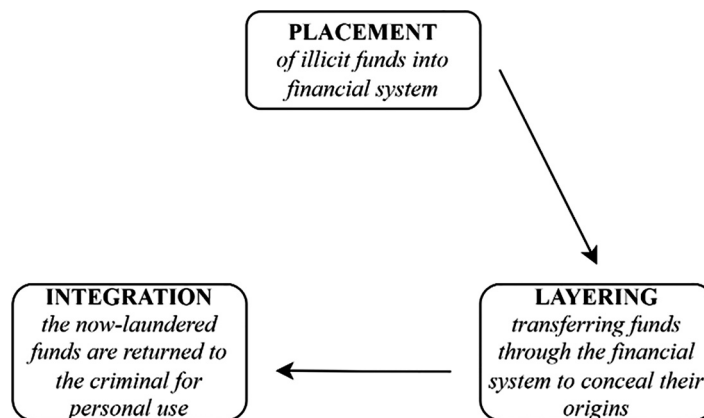 PLACEMENT
of illicit funds into
financial system
INTEGRATION
the now-laundered
funds are returned to
the criminal for
personal use
LAYERING
transferring funds
through the financial
system to conceal their
origins